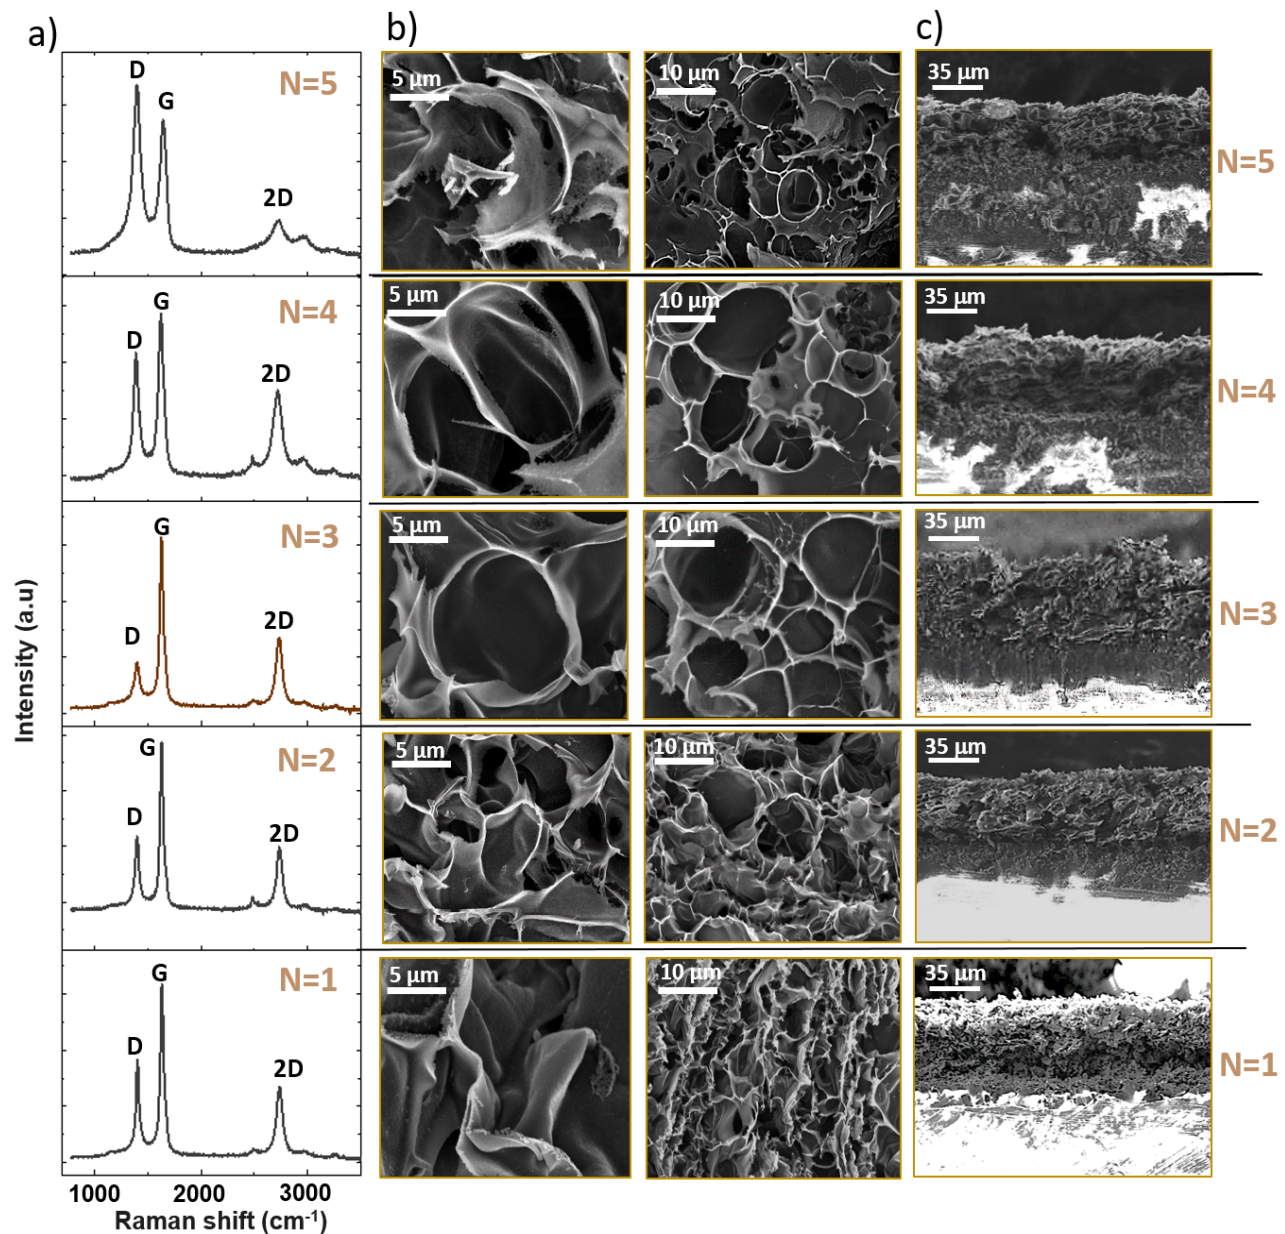 a)
b)
c)
D
G
2D
N=5
5 µm
10 µm
35 µm
N=5
D
G
2D
N=4
5 µm
10 µm
35 µm
N=4
D
G
2D
N=3
5 µm
10 µm
35 µm
N=3
D
G
2D
N=2
5 µm
10 µm
35 µm
N=2
D
G
2D
N=1
5 µm
10 µm
35 µm
N=1
Intensity (a.u)
1000 2000 3000
Raman shift (cm⁻¹)